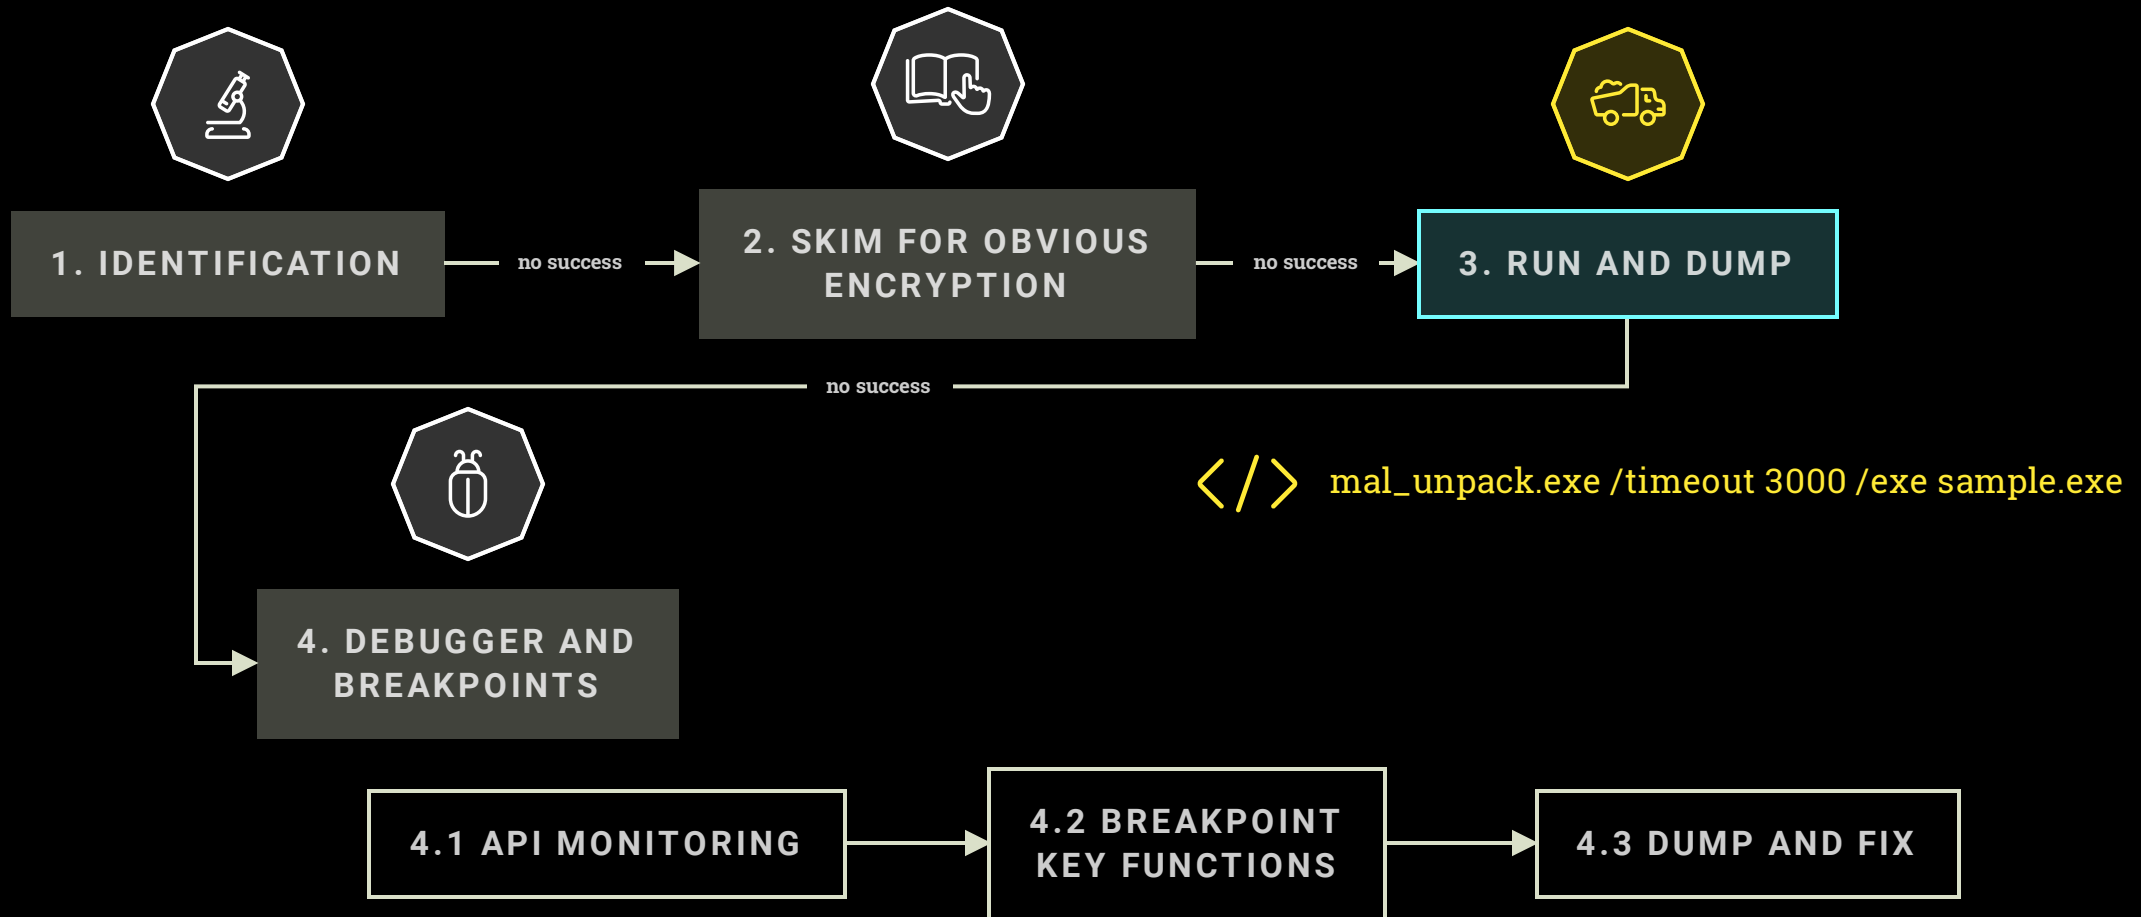 1. IDENTIFICATION
no success
2. SKIM FOR OBVIOUS
ENCRYPTION
no success
3. RUN AND DUMP
no success
</> mal_unpack.exe /timeout 3000 /exe sample.exe
4. DEBUGGER AND
BREAKPOINTS
4.1 API MONITORING
4.2 BREAKPOINT
KEY FUNCTIONS
4.3 DUMP AND FIX